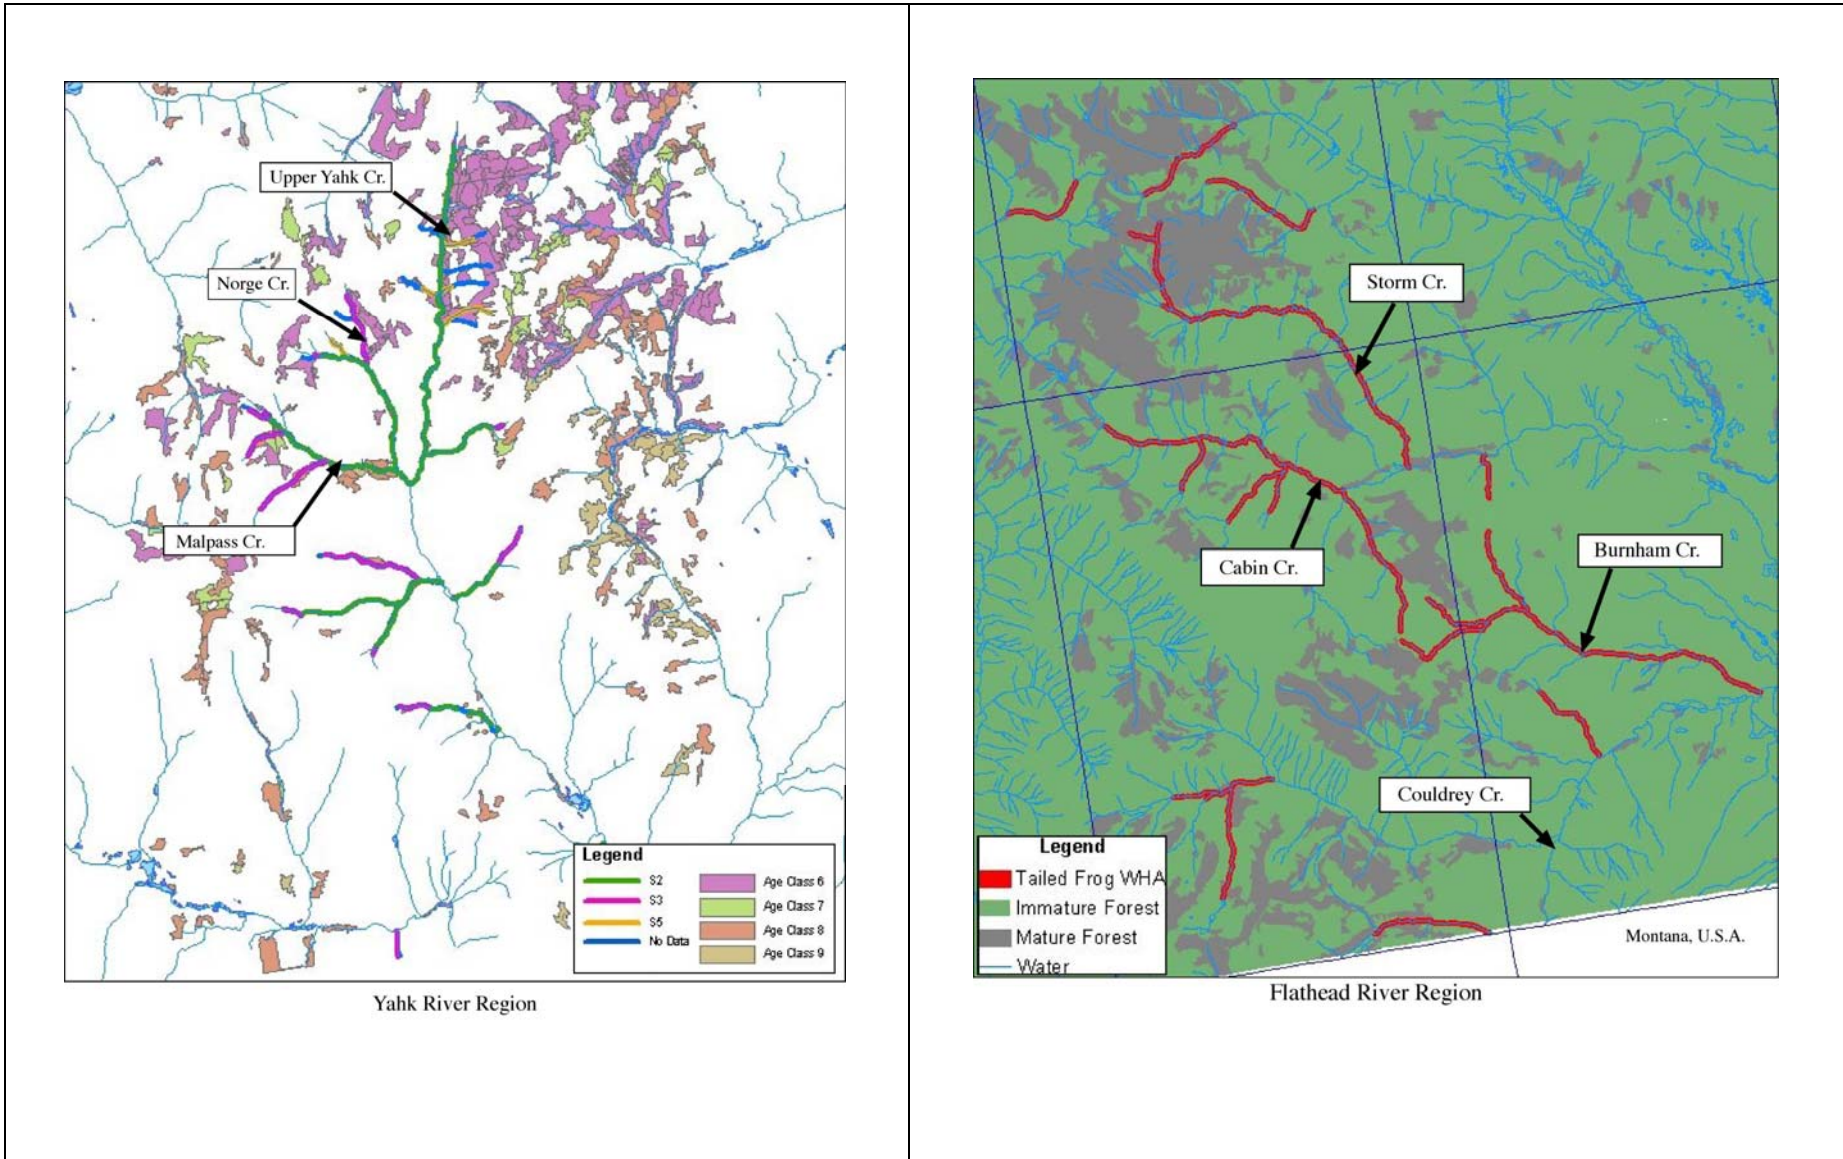 Upper Yahk Cr.
Norge Cr.
Malpass Cr.
Legend
S2
S3
S5
No Data
Age Class 6
Age Class 7
Age Class 8
Age Class 9
Yahk River Region
Storm Cr.
Cabin Cr.
Burnham Cr.
Couldrey Cr.
Legend
Tailed Frog WHA
Immature Forest
Mature Forest
Water
Montana, U.S.A.
Flathead River Region